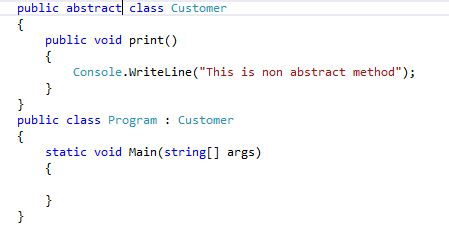 public abstract class Customer
{
    public void print()
    {
        Console.WriteLine("This is non abstract method");
    }
}
public class Program : Customer
{
    static void Main(string[] args)
    {

    }
}